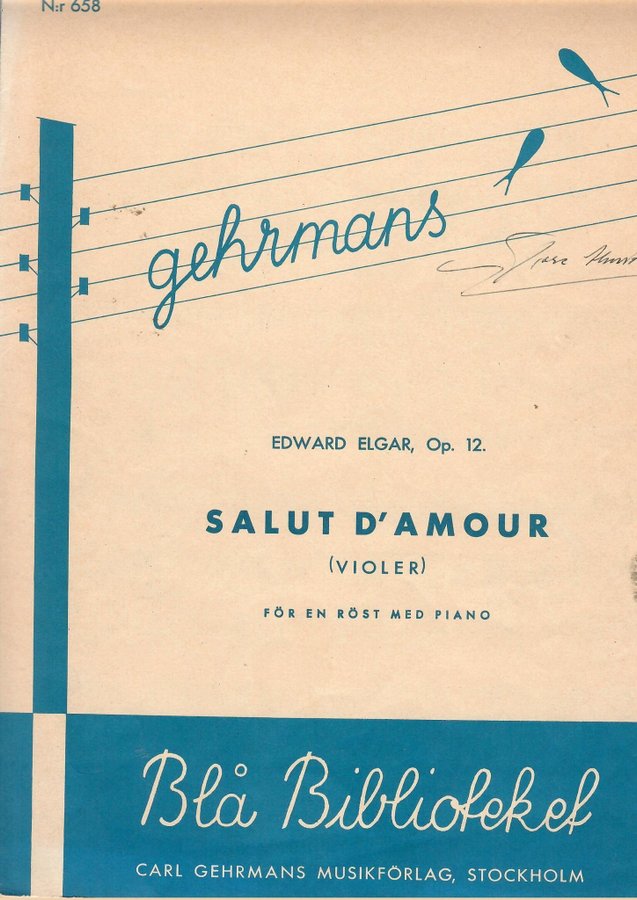 N:r 658
gehrmans
EDWARD ELGAR, Op. 12.
SALUT D'AMOUR
(VIOLER)
FÖR EN RÖST MED PIANO
Blå Biblioteket
CARL GEHRMANS MUSIKFÖRLAG, STOCKHOLM